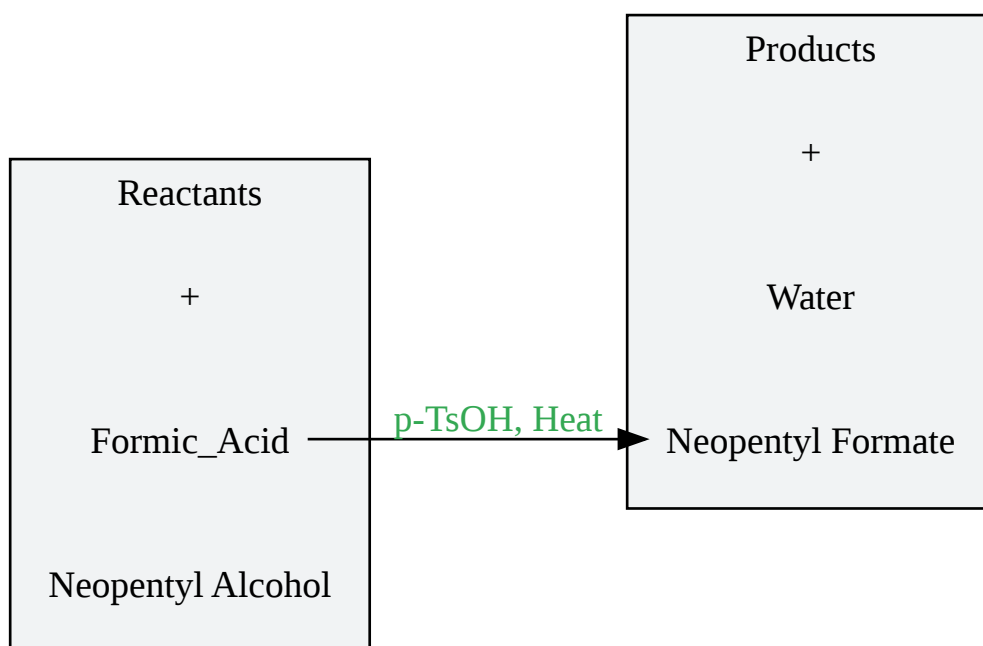 Reactants
+
Formic_Acid
Neopentyl Alcohol
p-TsOH, Heat
Products
+
Water
Neopentyl Formate